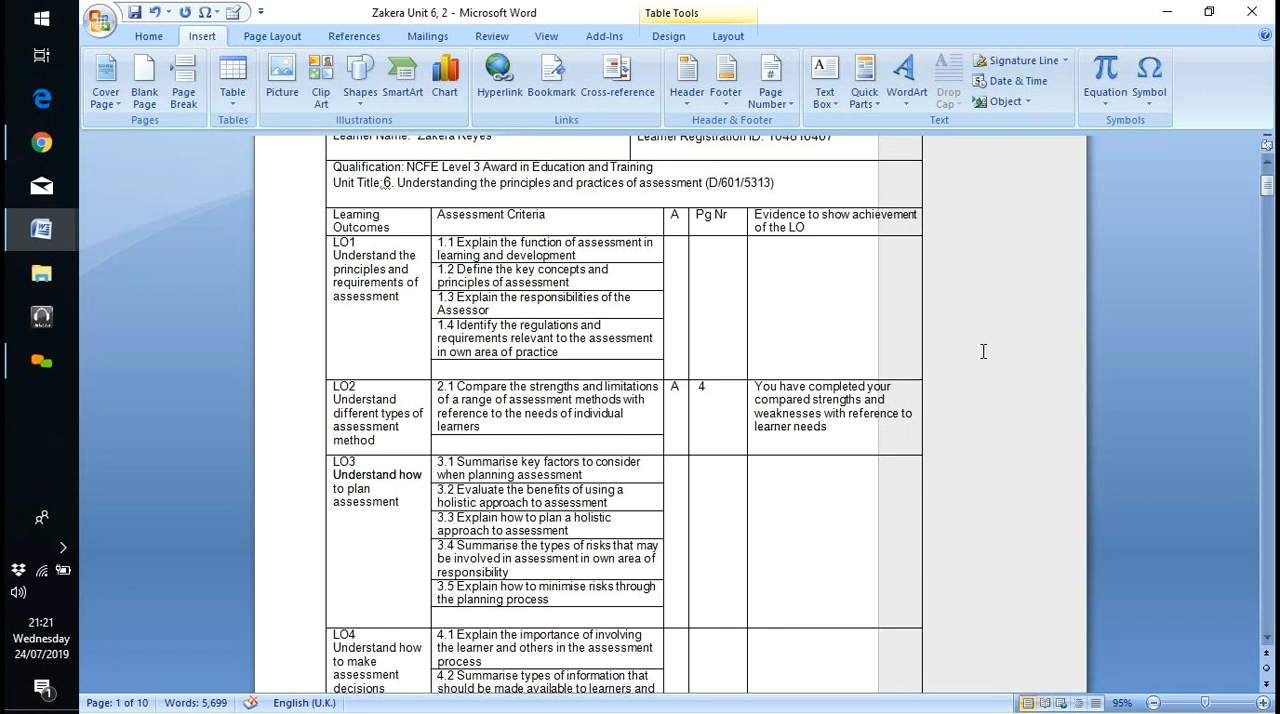 Zakera Unit 6, 2 - Microsoft Word
Table Tools
Home
Insert
Page Layout
References
Mailings
Review
View
Add-Ins
Design
Layout
Cover
Page
Blank
Page
Page
Break
Table
Picture
Clip
Art
Shapes
SmartArt
Chart
Hyperlink
Bookmark
Cross-reference
Header
Footer
Page
Number
Text
Box
Quick
Parts
WordArt
Drop
Cap
Signature Line
Date & Time
Object
Equation
Symbol
Pages
Tables
Illustrations
Links
Header & Footer
Text
Symbols
Learner Name: Zakera Keyes
Learner Registration ID: 104810467
Qualification: NCFE Level 3 Award in Education and Training
Unit Title: 6. Understanding the principles and practices of assessment (D/601/5313)
Learning
Outcomes
Assessment Criteria
A
Pg Nr
Evidence to show achievement
of the LO
LO1
Understand the
principles and
requirements of
assessment
1.1 Explain the function of assessment in
learning and development
1.2 Define the key concepts and
principles of assessment
1.3 Explain the responsibilities of the
Assessor
1.4 Identify the regulations and
requirements relevant to the assessment
in own area of practice
LO2
Understand
different types of
assessment
method
2.1 Compare the strengths and limitations
of a range of assessment methods with
reference to the needs of individual
learners
A
4
You have completed your
compared strengths and
weaknesses with reference to
learner needs
LO3
Understand how
to plan
assessment
3.1 Summarise key factors to consider
when planning assessment
3.2 Evaluate the benefits of using a
holistic approach to assessment
3.3 Explain how to plan a holistic
approach to assessment
3.4 Summarise the types of risks that may
be involved in assessment in own area of
responsibility
3.5 Explain how to minimise risks through
the planning process
LO4
Understand how
to make
assessment
decisions
4.1 Explain the importance of involving
the learner and others in the assessment
process
4.2 Summarise types of information that
should be made available to learners and
21:21
Wednesday
24/07/2019
1
Page: 1 of 10
Words: 5,699
English (U.K.)
95%